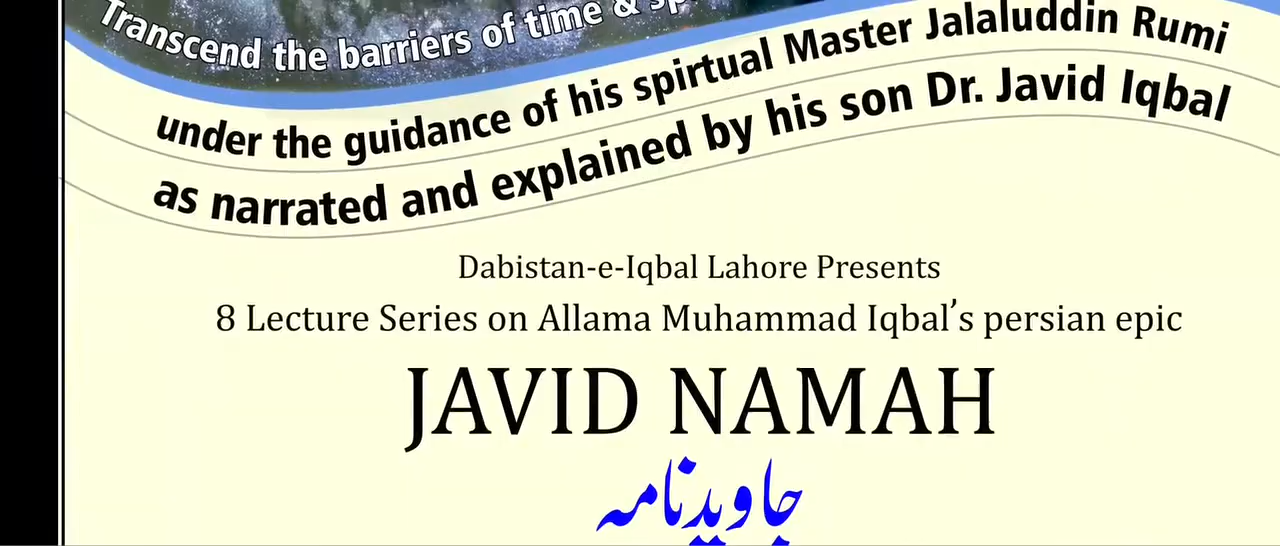 Transcend the barriers of time &
under the guidance of his spirtual Master Jalaluddin Rumi
as narrated and explained by his son Dr. Javid Iqbal
Dabistan-e-Iqbal Lahore Presents
8 Lecture Series on Allama Muhammad Iqbal's persian epic
JAVID NAMAH
جاویدنامہ